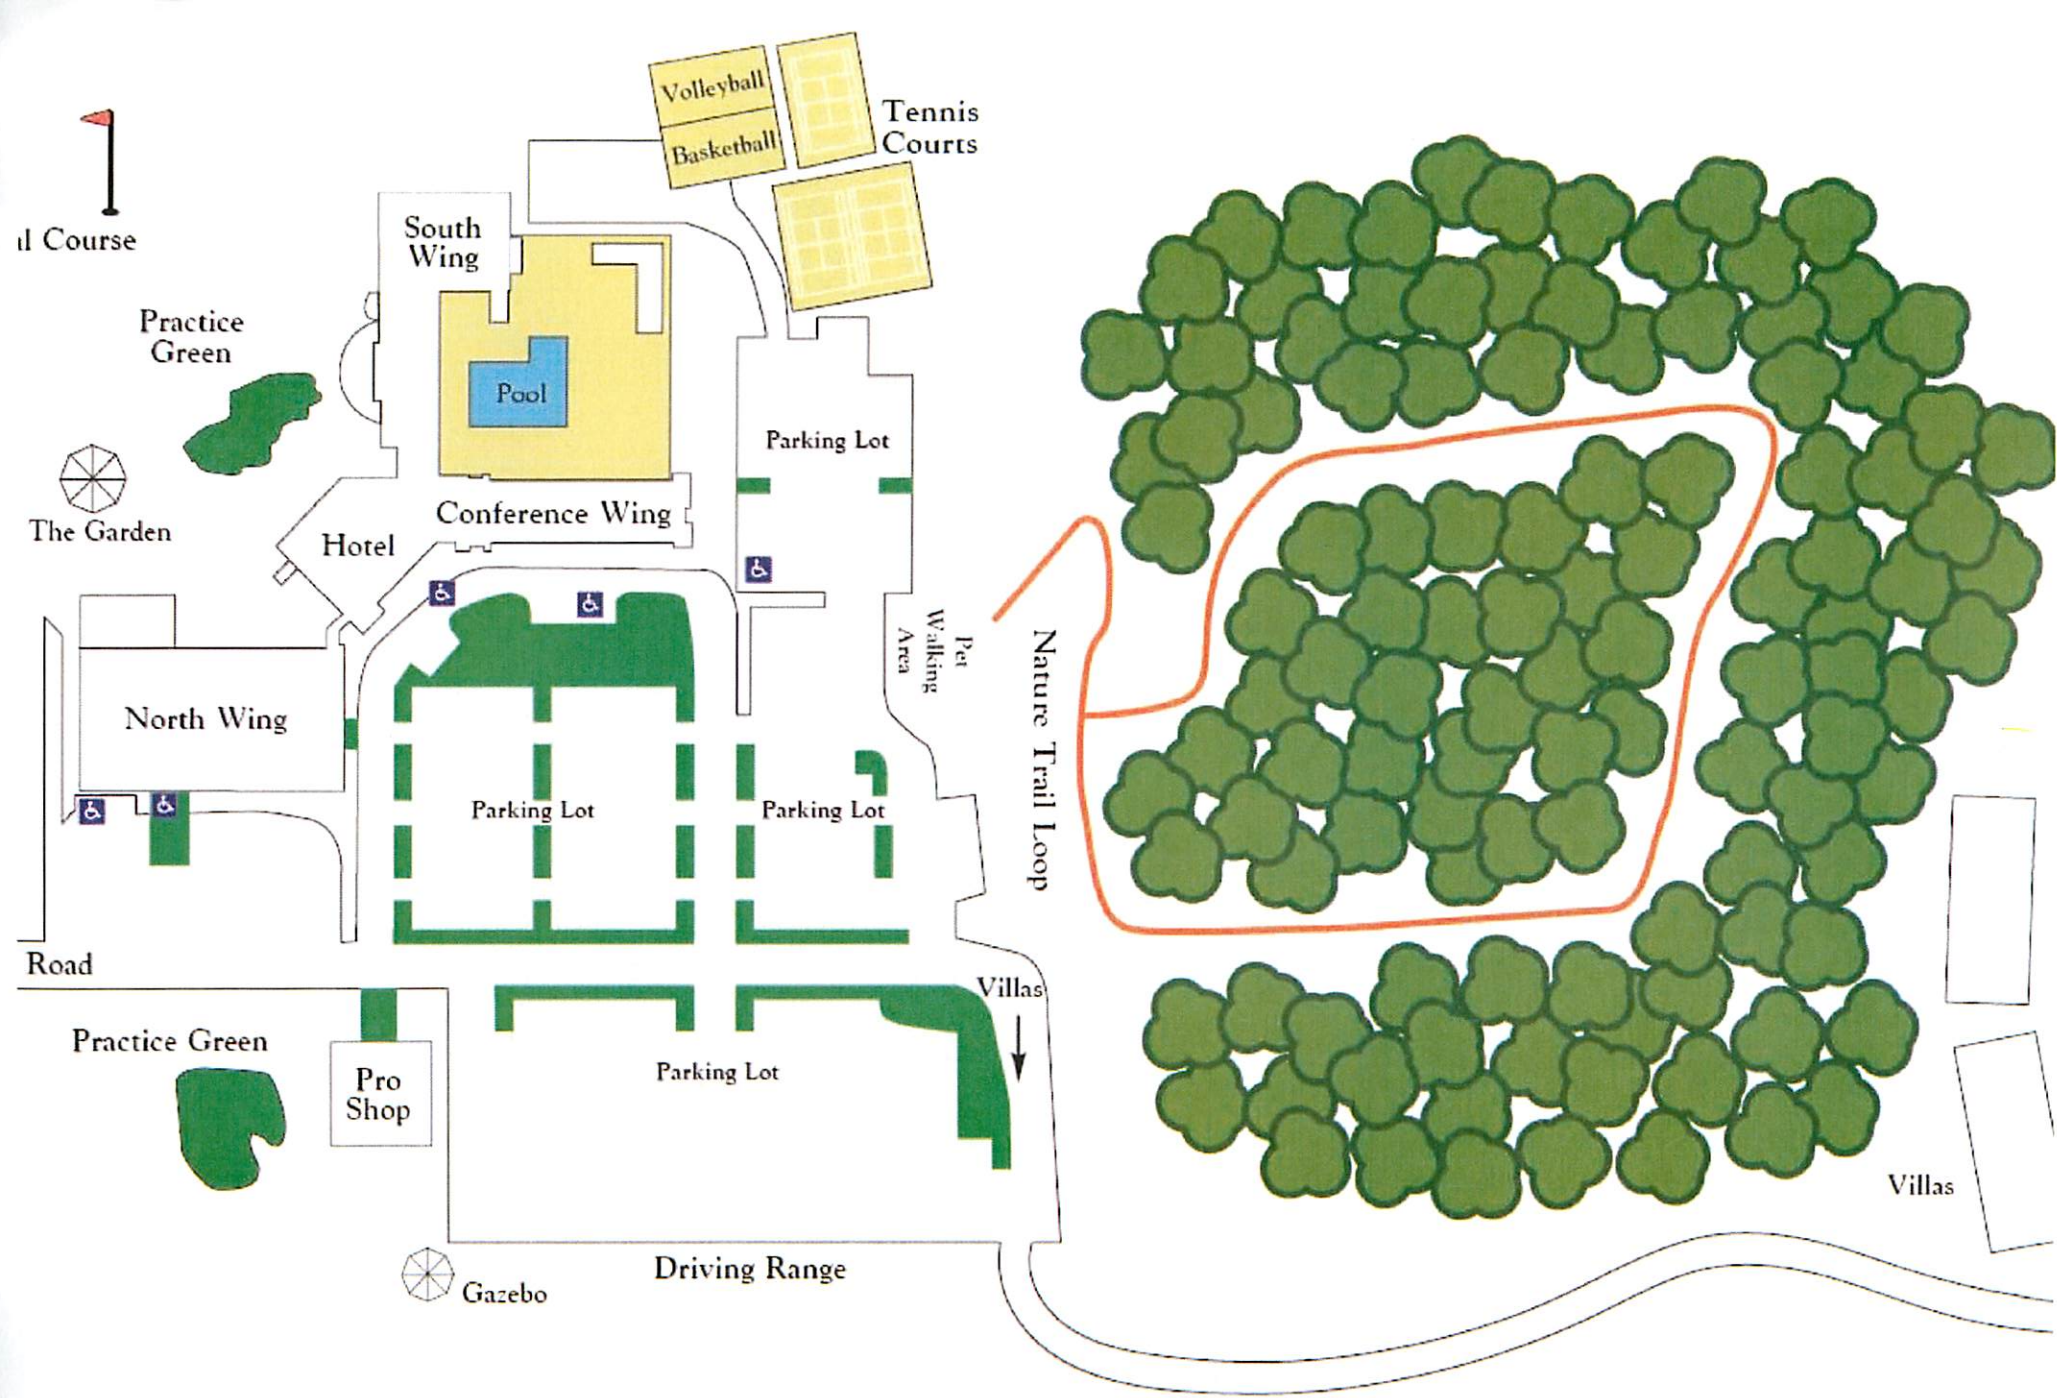 Volleyball
Basketball
Tennis
Courts
Course
South
Wing
Practice
Green
Pool
Parking Lot
The Garden
Conference Wing
Hotel
Pet
Walking
Area
Nature Trail Loop
North Wing
Parking Lot
Parking Lot
Road
Villas
Practice Green
Pro
Shop
Parking Lot
Villas
Driving Range
Gazebo